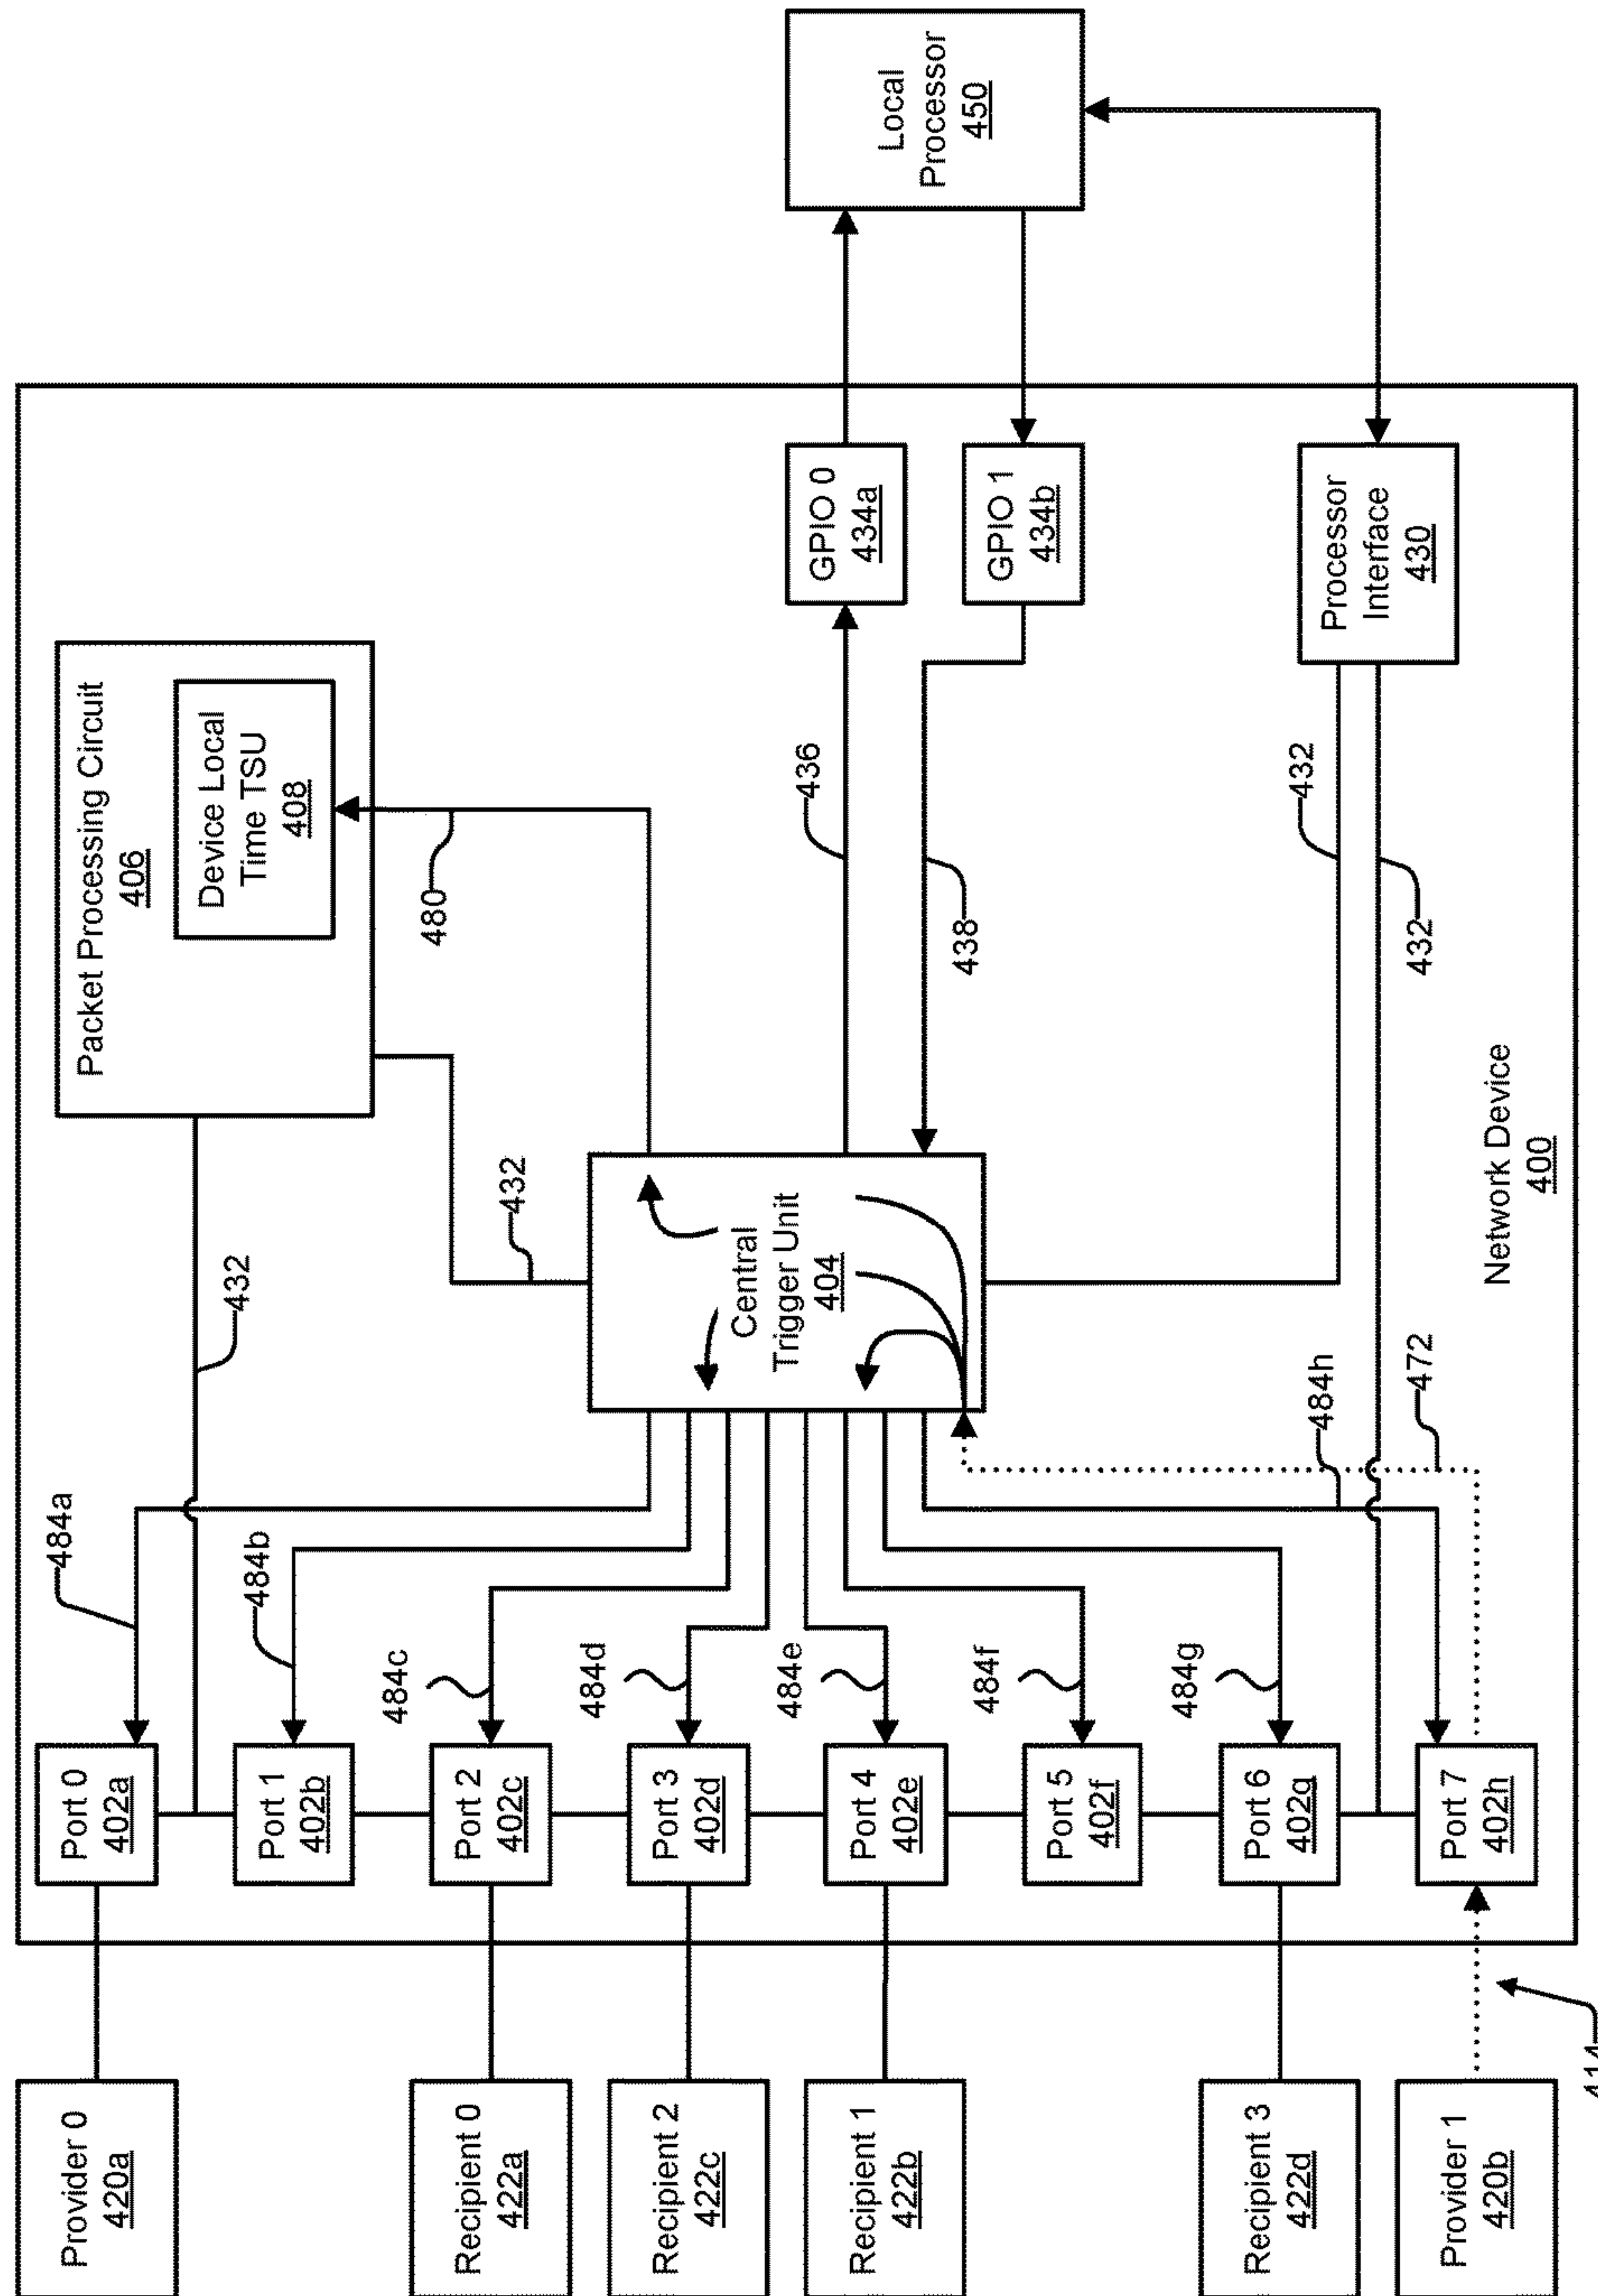 Provider 0
420a
Recipient 0
422a
Recipient 2
422c
Recipient 1
422b
Recipient 3
422d
Provider 1
420b
414
Port 0
402a
Port 1
402b
Port 2
402c
Port 3
402d
Port 4
402e
Port 5
402f
Port 6
402g
Port 7
402h
484a
484b
484c
484d
484e
484f
484g
484h
472
432
432
Central
Trigger Unit
404
Packet Processing Circuit
406
Device Local
Time TSU
408
480
436
438
432
432
GPIO 0
434a
GPIO 1
434b
Processor
Interface
430
Network Device
400
Local
Processor
450